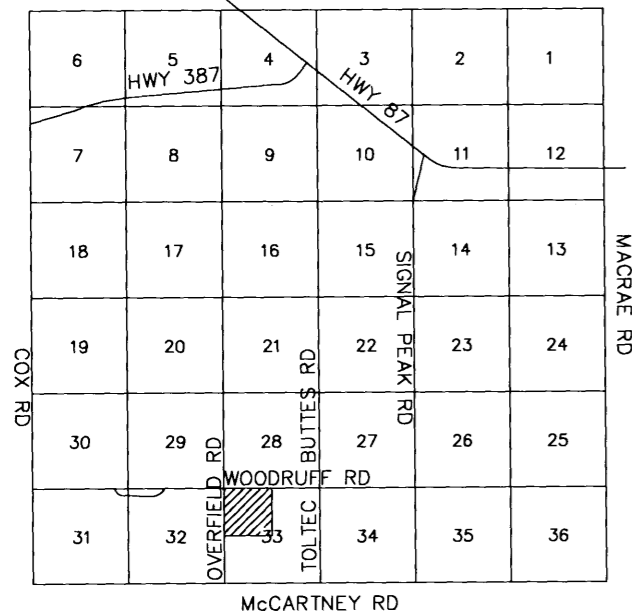 6 5 4 3 2 1
HWY 387
HWY 87
7 8 9 10 11 12
18 17 16 15 14 13
SIGNAL PEAK RD
MACRAE RD
19 20 21 22 23 24
COX RD
TOLTEC BUTTES RD
30 29 28 27 26 25
OVERFIELD RD
WOODRUFF RD
31 32 33 34 35 36
McCARTNEY RD